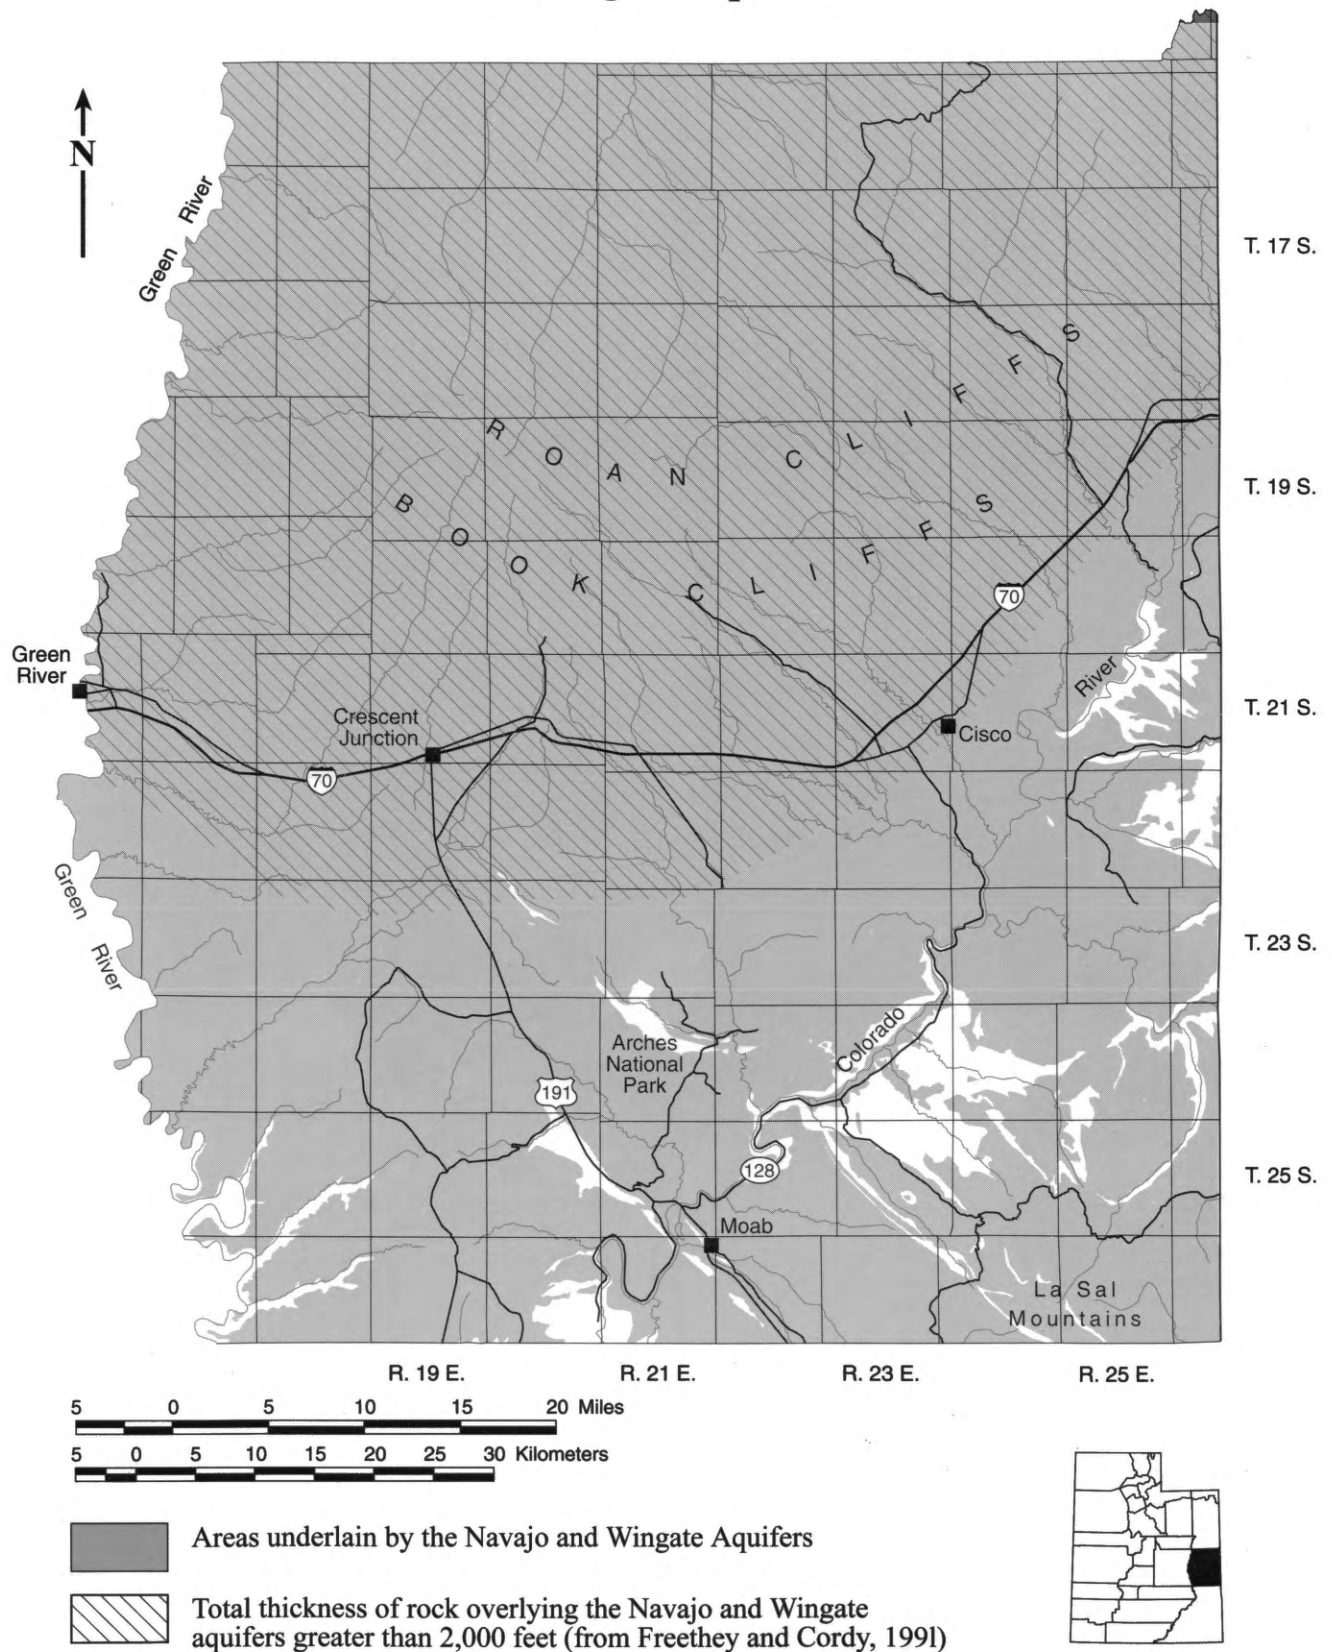 N
Green River
T. 17 S.
ROAN CLIFFS
T. 19 S.
BOOK CLIFFS
70
Green
River
River
T. 21 S.
Crescent
Junction
Cisco
70
Green River
T. 23 S.
Colorado
Arches
National
Park
191
128
T. 25 S.
Moab
La Sal
Mountains
R. 19 E.
R. 21 E.
R. 23 E.
R. 25 E.
5 0 5 10 15 20 Miles
5 0 5 10 15 20 25 30 Kilometers
Areas underlain by the Navajo and Wingate Aquifers
Total thickness of rock overlying the Navajo and Wingate
aquifers greater than 2,000 feet (from Freethey and Cordy, 1991)